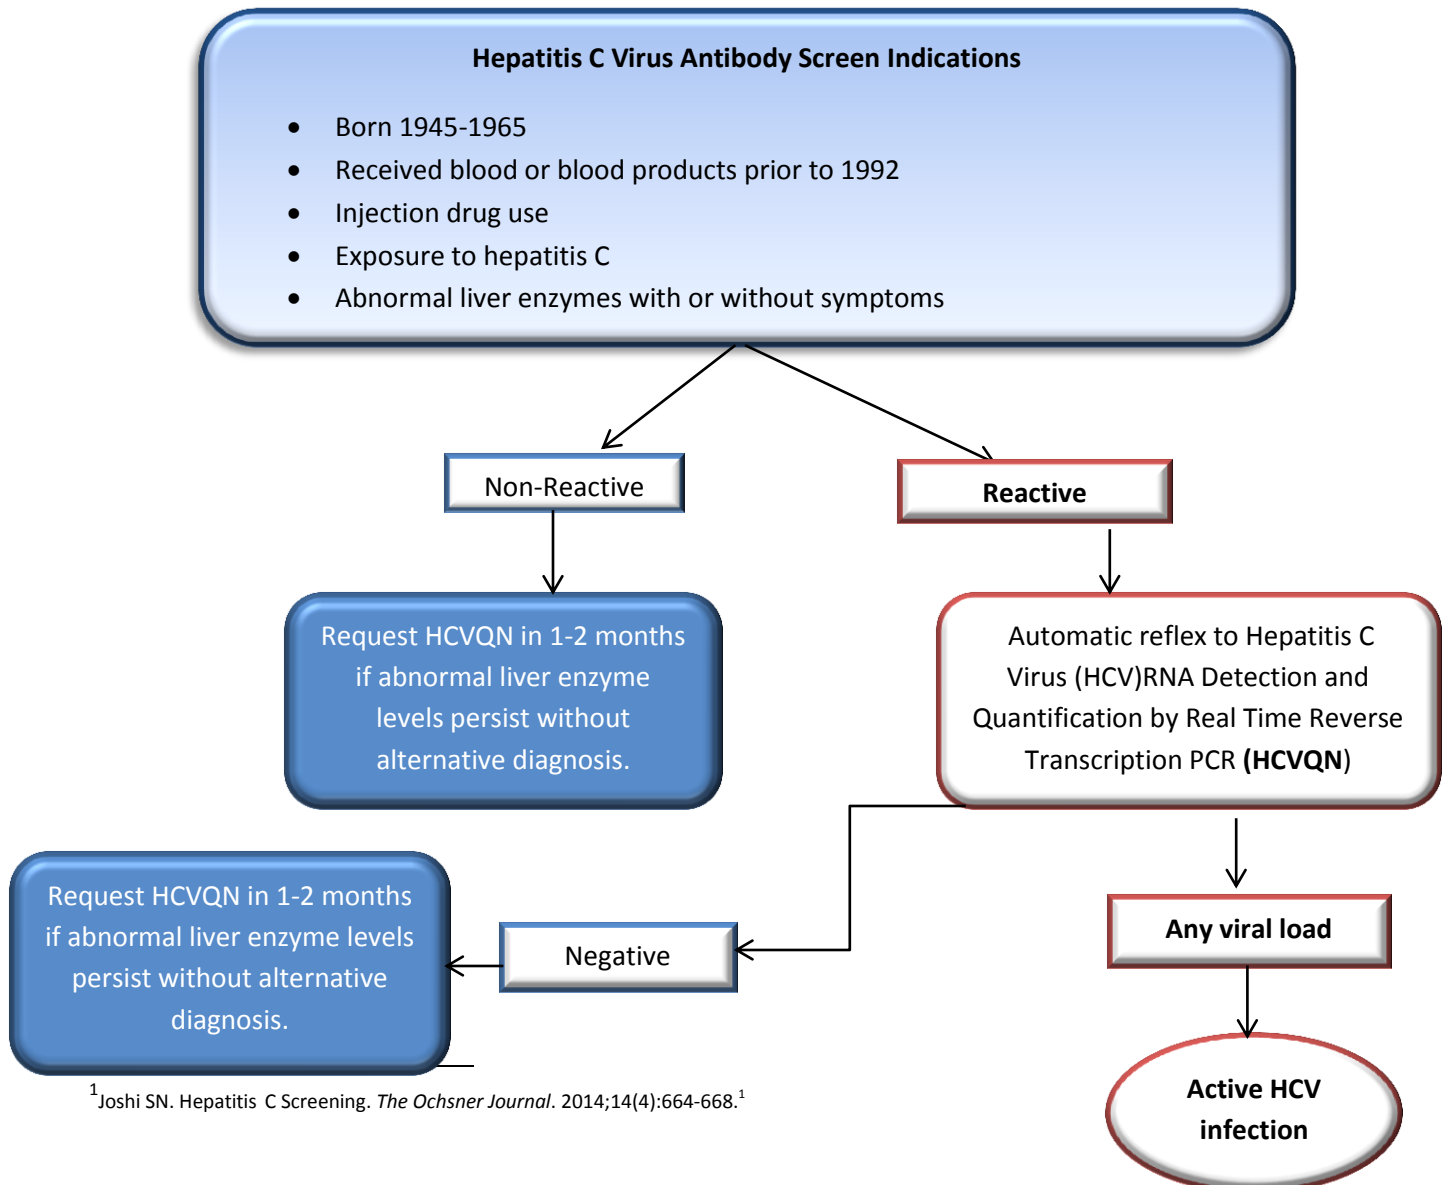 Hepatitis C Virus Antibody Screen Indications
• Born 1945-1965
• Received blood or blood products prior to 1992
• Injection drug use
• Exposure to hepatitis C
• Abnormal liver enzymes with or without symptoms
Non-Reactive
Reactive
Request HCVQN in 1-2 months
if abnormal liver enzyme
levels persist without
alternative diagnosis.
Automatic reflex to Hepatitis C
Virus (HCV)RNA Detection and
Quantification by Real Time Reverse
Transcription PCR (HCVQN)
Request HCVQN in 1-2 months
if abnormal liver enzyme levels
persist without alternative
diagnosis.
Negative
Any viral load
Active HCV
infection
1Joshi SN. Hepatitis C Screening. The Ochsner Journal. 2014;14(4):664-668.1